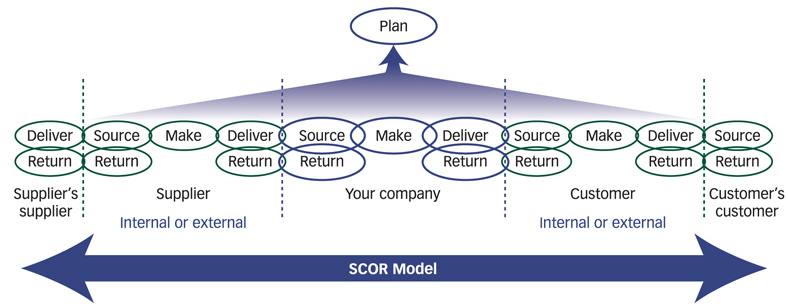 Plan
Deliver Source Make Deliver Source Make Deliver Source Make Deliver Source
Return Return Return Return Return Return Return Return
Supplier's
supplier
Supplier
Your company
Customer
Customer's
customer
Internal or external
Internal or external
SCOR Model